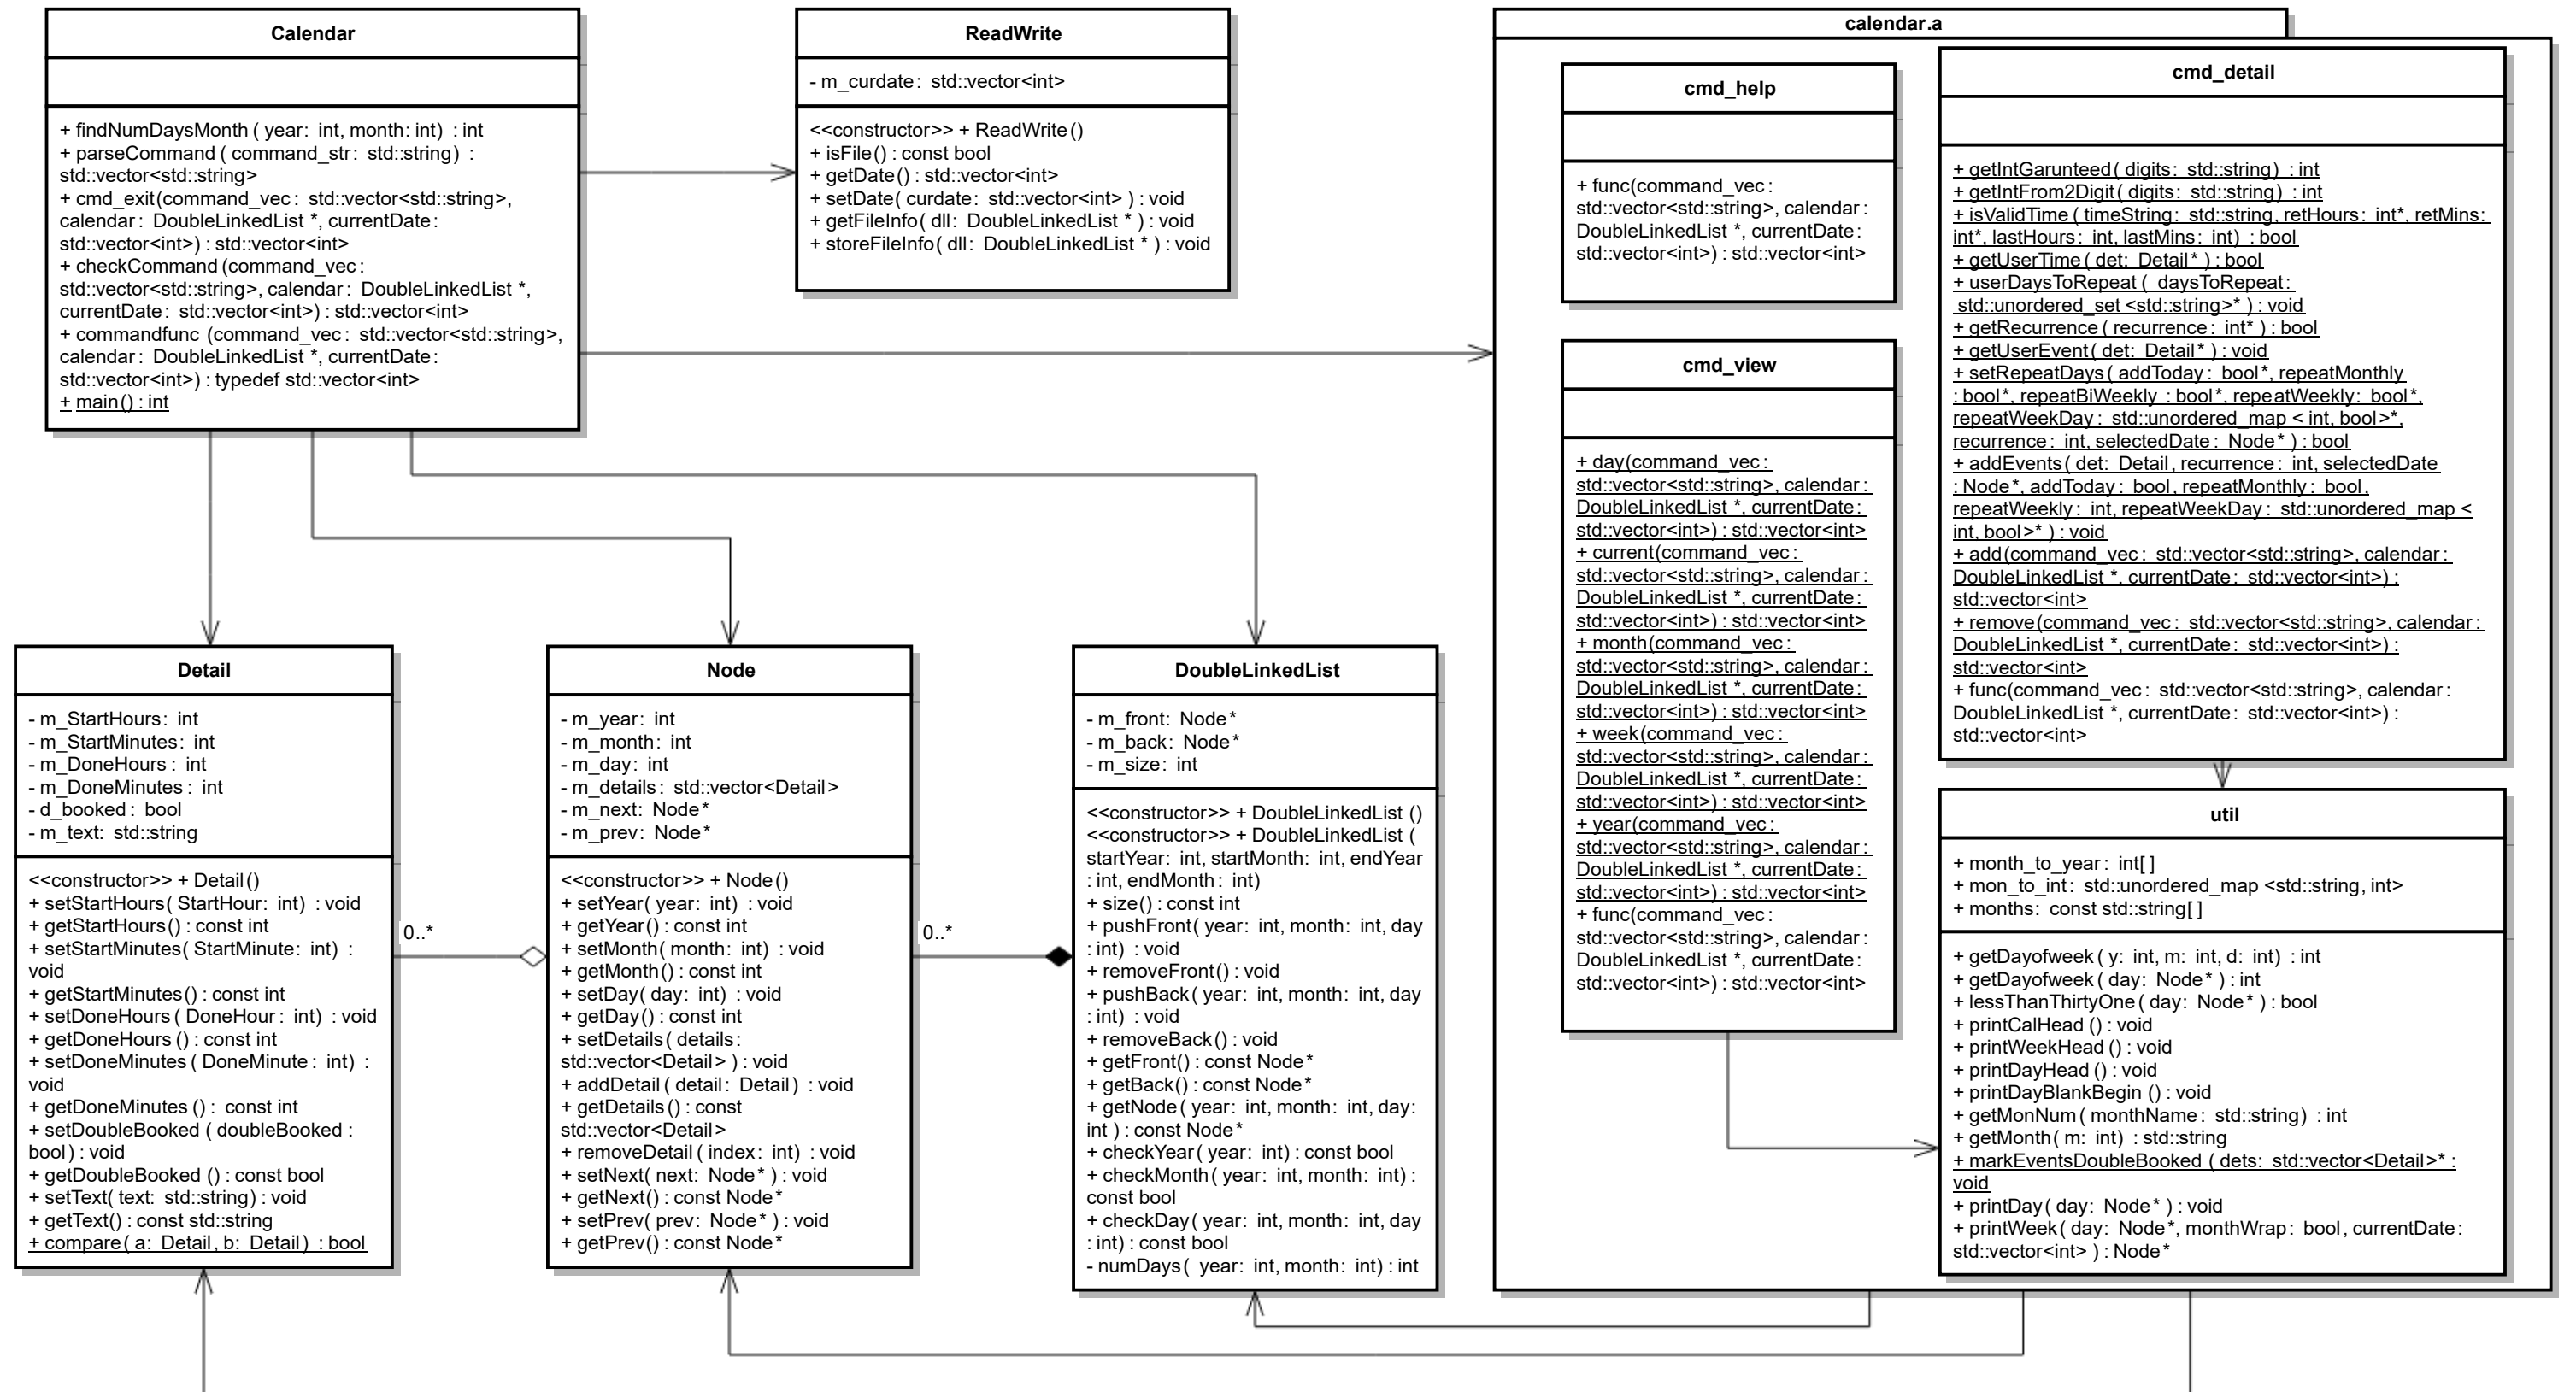 Calendar
+ findNumDaysMonth ( year: int, month: int) : int
+ parseCommand ( command_str: std::string) :
std::vector<std::string>
+ cmd_exit(command_vec: std::vector<std::string>,
calendar: DoubleLinkedList *, currentDate:
std::vector<int>) : std::vector<int>
+ checkCommand (command_vec:
std::vector<std::string>, calendar: DoubleLinkedList *,
currentDate: std::vector<int>) : std::vector<int>
+ commandfunc (command_vec: std::vector<std::string>,
calendar: DoubleLinkedList *, currentDate:
std::vector<int>) : typedef std::vector<int>
+ main() : int
ReadWrite
- m_curdate: std::vector<int>
<<constructor>> + ReadWrite()
+ isFile() : const bool
+ getDate() : std::vector<int>
+ setDate( curdate: std::vector<int> ) : void
+ getFileInfo( dll: DoubleLinkedList * ) : void
+ storeFileInfo( dll: DoubleLinkedList * ) : void
calendar.a
cmd_help
+ func(command_vec:
std::vector<std::string>, calendar:
DoubleLinkedList *, currentDate:
std::vector<int>) : std::vector<int>
cmd_view
+ day(command_vec:
std::vector<std::string>, calendar:
DoubleLinkedList *, currentDate:
std::vector<int>) : std::vector<int>
+ current(command_vec:
std::vector<std::string>, calendar:
DoubleLinkedList *, currentDate:
std::vector<int>) : std::vector<int>
+ month(command_vec:
std::vector<std::string>, calendar:
DoubleLinkedList *, currentDate:
std::vector<int>) : std::vector<int>
+ week(command_vec:
std::vector<std::string>, calendar:
DoubleLinkedList *, currentDate:
std::vector<int>) : std::vector<int>
+ year(command_vec:
std::vector<std::string>, calendar:
DoubleLinkedList *, currentDate:
std::vector<int>) : std::vector<int>
+ func(command_vec:
std::vector<std::string>, calendar:
DoubleLinkedList *, currentDate:
std::vector<int>) : std::vector<int>
cmd_detail
+ getIntGarunteed( digits: std::string) : int
+ getIntFrom2Digit( digits: std::string) : int
+ isValidTime( timeString: std::string, retHours: int*, retMins:
int*, lastHours: int, lastMins: int) : bool
+ getUserTime( det: Detail* ) : bool
+ userDaysToRepeat( daysToRepeat:
std::unordered_set <std::string>* ) : void
+ getRecurrence ( recurrence: int* ) : bool
+ getUserEvent( det: Detail* ) : void
+ setRepeatDays( addToday: bool*, repeatMonthly
: bool*, repeatBiWeekly : bool*, repeatWeekly: bool*,
repeatWeekDay: std::unordered_map < int, bool>*,
recurrence: int, selectedDate: Node* ) : bool
+ addEvents( det: Detail, recurrence: int, selectedDate
: Node*, addToday: bool, repeatMonthly: bool,
repeatWeekly: int, repeatWeekDay: std::unordered_map <
int, bool>* ) : void
+ add(command_vec: std::vector<std::string>, calendar:
DoubleLinkedList *, currentDate: std::vector<int>) :
std::vector<int>
+ remove(command_vec: std::vector<std::string>, calendar:
DoubleLinkedList *, currentDate: std::vector<int>) :
std::vector<int>
+ func(command_vec: std::vector<std::string>, calendar:
DoubleLinkedList *, currentDate: std::vector<int>) :
std::vector<int>
util
+ month_to_year: int[]
+ mon_to_int: std::unordered_map <std::string, int>
+ months: const std::string[]
+ getDayofweek( y: int, m: int, d: int) : int
+ getDayofweek( day: Node* ) : int
+ lessThanThirtyOne( day: Node* ) : bool
+ printCalHead () : void
+ printWeekHead () : void
+ printDayHead () : void
+ printDayBlankBegin () : void
+ getMonNum( monthName: std::string) : int
+ getMonth( m: int) : std::string
+ markEventsDoubleBooked ( dets: std::vector<Detail>* :
void
+ printDay( day: Node* ) : void
+ printWeek( day: Node*, monthWrap: bool, currentDate:
std::vector<int> ) : Node*
Detail
- m_StartHours: int
- m_StartMinutes: int
- m_DoneHours: int
- m_DoneMinutes: int
- d_booked: bool
- m_text: std::string
<<constructor>> + Detail()
+ setStartHours( StartHour: int) : void
+ getStartHours() : const int
+ setStartMinutes( StartMinute: int) :
void
+ getStartMinutes() : const int
+ setDoneHours( DoneHour: int) : void
+ getDoneHours() : const int
+ setDoneMinutes( DoneMinute: int) :
void
+ getDoneMinutes () : const int
+ setDoubleBooked ( doubleBooked :
bool) : void
+ getDoubleBooked () : const bool
+ setText( text: std::string) : void
+ getText() : const std::string
+ compare( a: Detail, b: Detail) : bool
0..*
Node
- m_year: int
- m_month: int
- m_day: int
- m_details: std::vector<Detail>
- m_next: Node*
- m_prev: Node*
<<constructor>> + Node()
+ setYear( year: int) : void
+ getYear() : const int
+ setMonth( month: int) : void
+ getMonth() : const int
+ setDay( day: int) : void
+ getDay() : const int
+ setDetails( details:
std::vector<Detail> ) : void
+ addDetail( detail: Detail) : void
+ getDetails() : const
std::vector<Detail>
+ removeDetail( index: int) : void
+ setNext( next: Node* ) : void
+ getNext() : const Node*
+ setPrev( prev: Node* ) : void
+ getPrev() : const Node*
0..*
DoubleLinkedList
- m_front: Node*
- m_back: Node*
- m_size: int
<<constructor>> + DoubleLinkedList ()
<<constructor>> + DoubleLinkedList (
startYear: int, startMonth: int, endYear
: int, endMonth: int)
+ size() : const int
+ pushFront( year: int, month: int, day
: int) : void
+ removeFront() : void
+ pushBack( year: int, month: int, day
: int) : void
+ removeBack() : void
+ getFront() : const Node*
+ getBack() : const Node*
+ getNode( year: int, month: int, day:
int ) : const Node*
+ checkYear( year: int) : const bool
+ checkMonth( year: int, month: int) :
const bool
+ checkDay( year: int, month: int, day
: int) : const bool
- numDays( year: int, month: int) : int